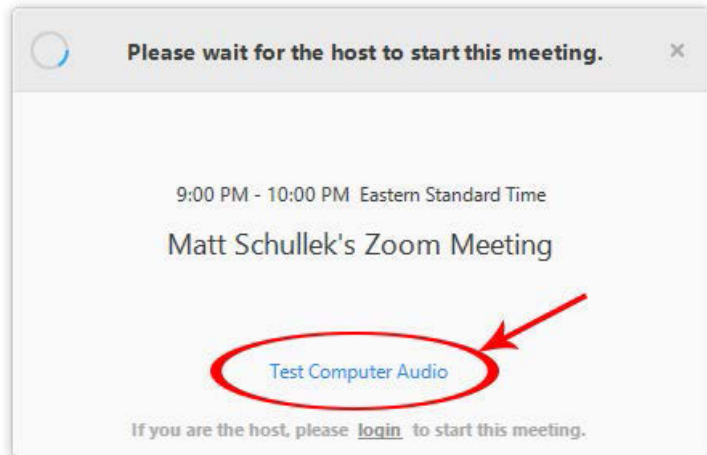 Please wait for the host to start this meeting.
9:00 PM - 10:00 PM Eastern Standard Time
Matt Schullek's Zoom Meeting
Test Computer Audio
If you are the host, please login to start this meeting.